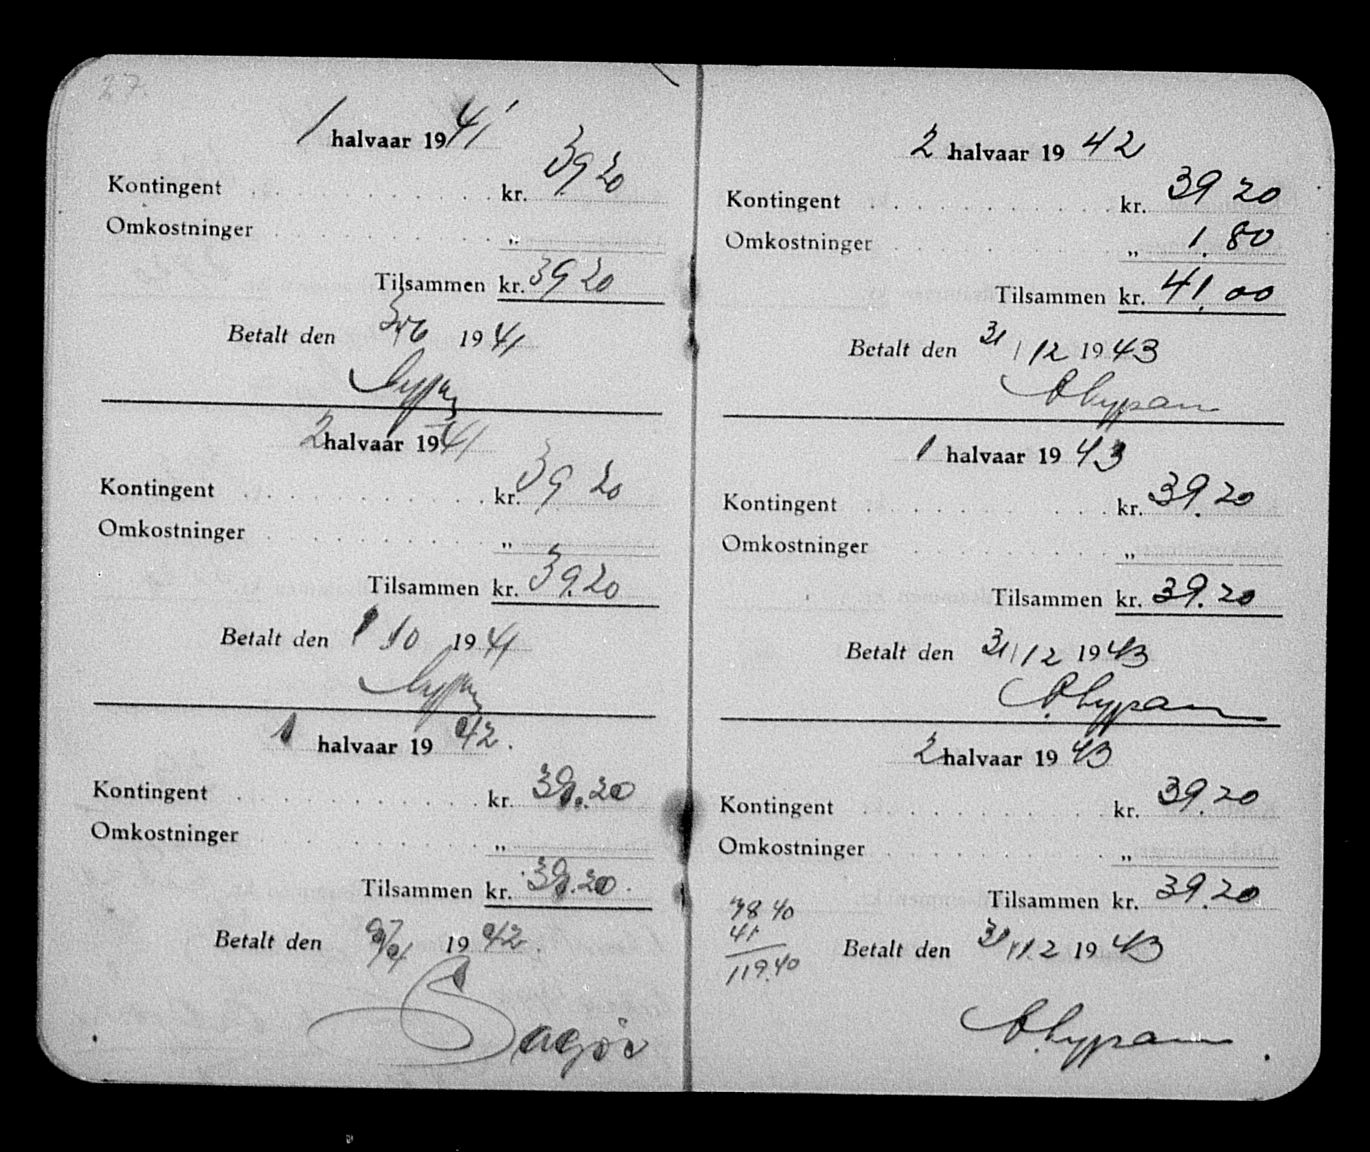 27.
1 halvaar 1941
Kontingent kr. 39 20
Omkostninger „
Tilsammen kr. 39 20
Betalt den 3/6 1941
2 halvaar 1941
Kontingent kr. 39 20
Omkostninger „
Tilsammen kr. 39.20
Betalt den 1 10 1941
1 halvaar 1942.
Kontingent kr. 39.20
Omkostninger „
Tilsammen kr. 39.20.
Betalt den 1942.
2 halvaar 1942
Kontingent kr. 39 20
Omkostninger „ 1.80
Tilsammen kr. 41.00
Betalt den 31/12 1943
1 halvaar 1943
Kontingent kr. 39.20
Omkostninger „
Tilsammen kr. 39.20
Betalt den 31/12 1943
2 halvaar 1943
Kontingent kr. 39.20
Omkostninger „
Tilsammen kr. 39.20
78 40
41
119.40
Betalt den 31/12 1943